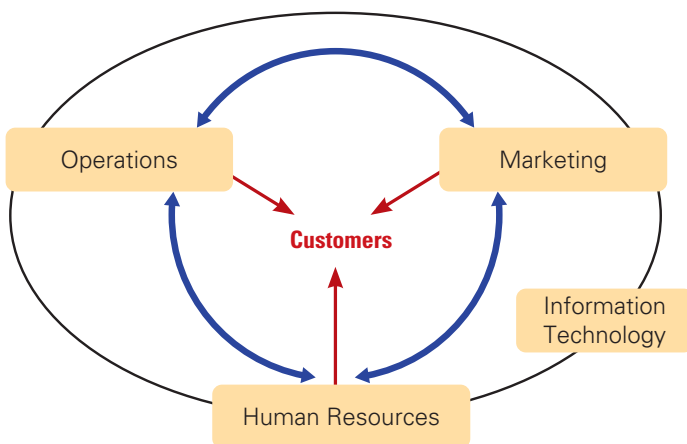 Operations
Marketing
Customers
Information
Technology
Human Resources